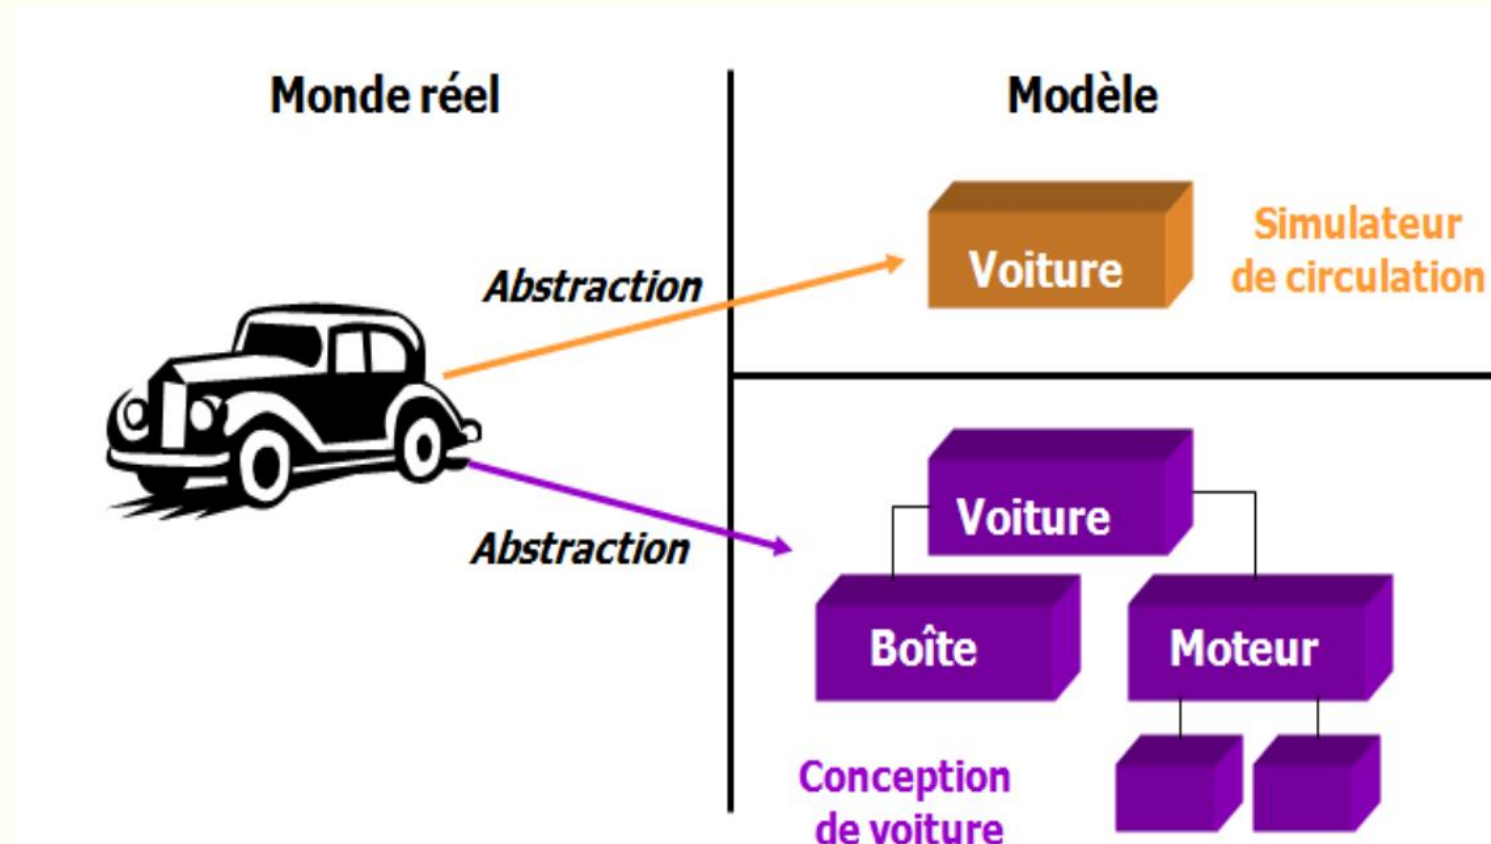 Monde réel
Modèle
Abstraction
Voiture
Simulateur
de circulation
Abstraction
Voiture
Boîte
Moteur
Conception
de voiture